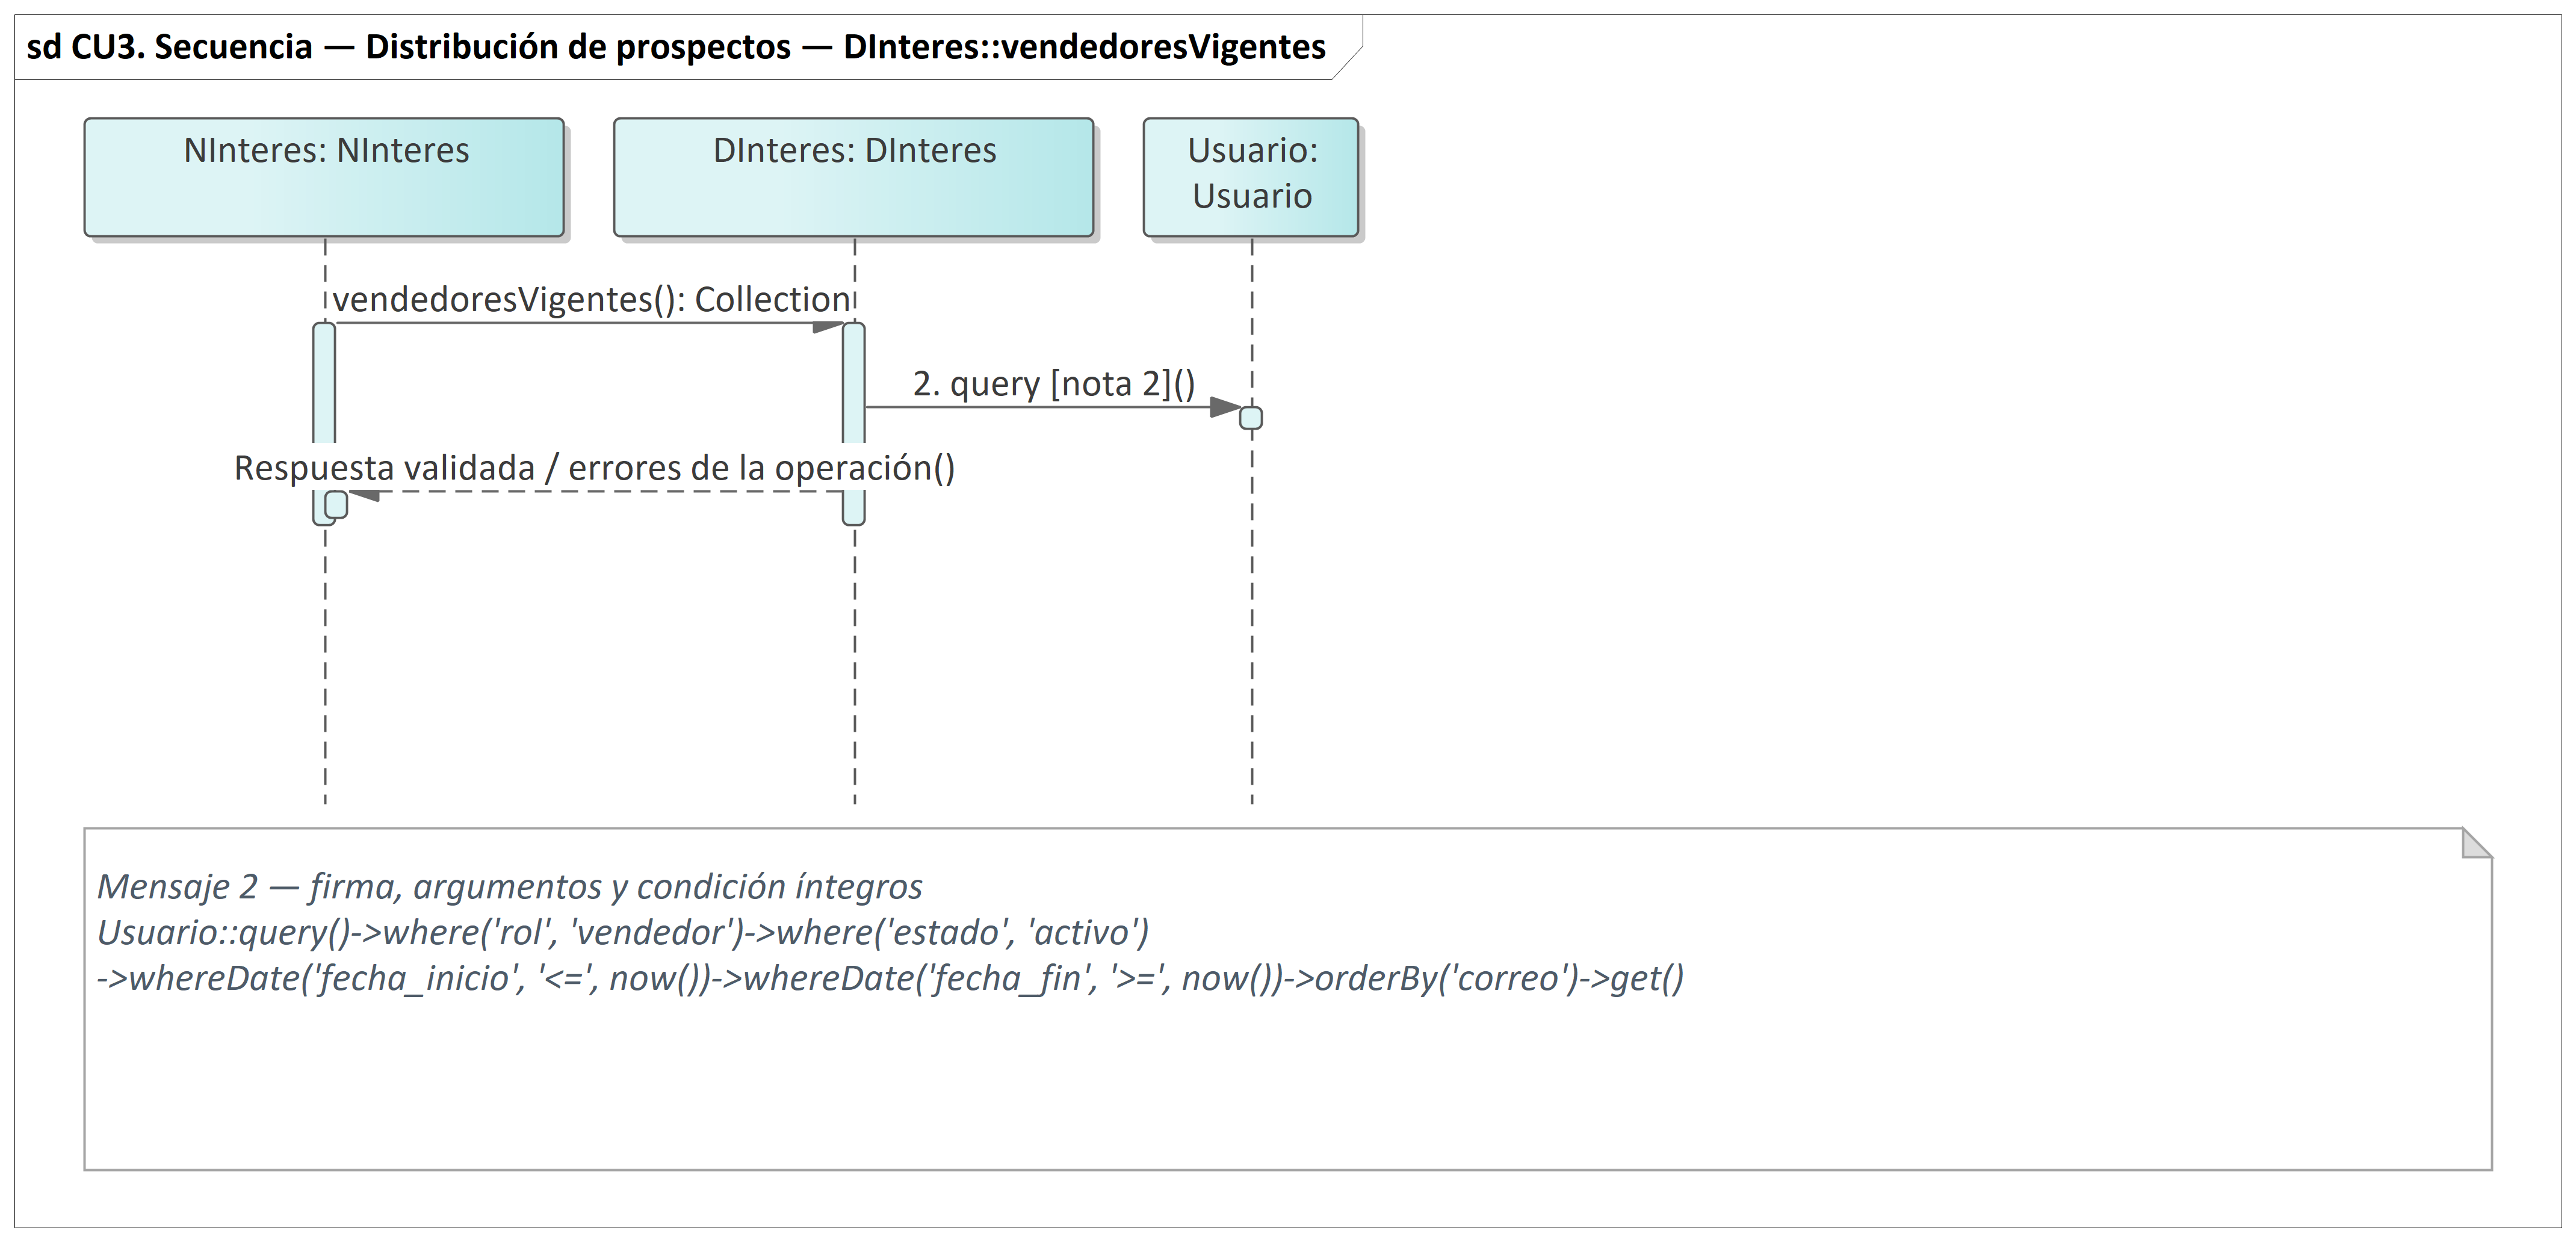 sd CU3. Secuencia — Distribución de prospectos — DInteres::vendedoresVigentes
NInteres: NInteres
DInteres: DInteres
Usuario:
Usuario
vendedoresVigentes(): Collection
2. query [nota 2]()
Respuesta validada / errores de la operación()
Mensaje 2 — firma, argumentos y condición íntegros
Usuario::query()->where('rol', 'vendedor')->where('estado', 'activo')
->whereDate('fecha_inicio', '<=', now())->whereDate('fecha_fin', '>=', now())->orderBy('correo')->get()